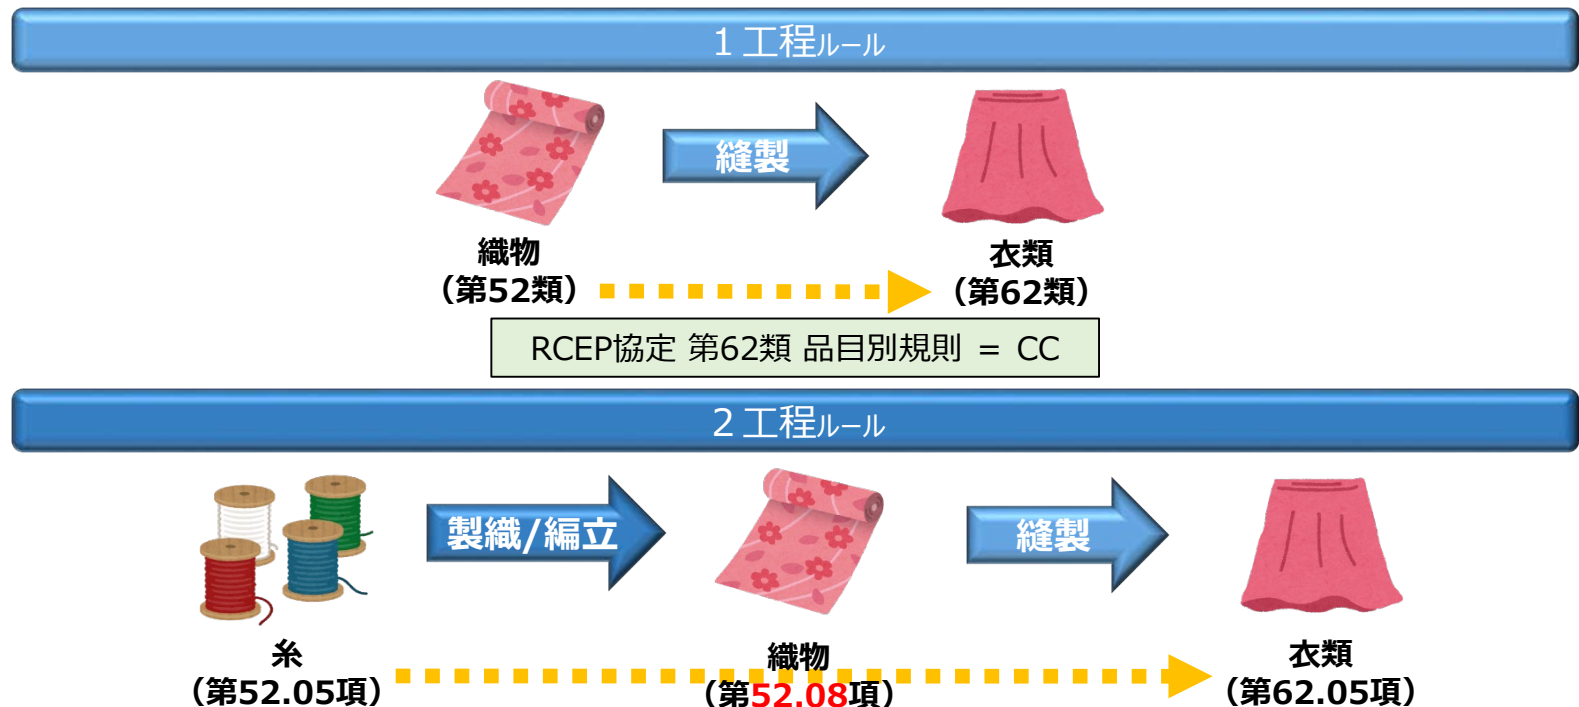 １工程ルール
縫製
織物
（第52類）
衣類
（第62類）
RCEP協定 第62類 品目別規則 ＝ CC
２工程ルール
製織/編立
縫製
糸
（第52.05項）
織物
（第52.08項）
衣類
（第62.05項）